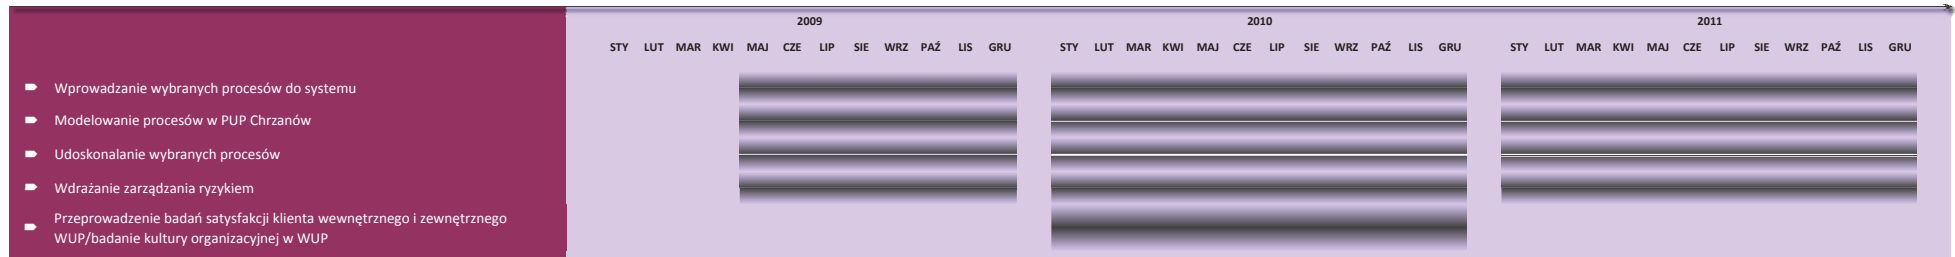 2009 2010 2011
STY LUT MAR KWI MAJ CZE LIP SIE WRZ PAŹ LIS GRU STY LUT MAR KWI MAJ CZE LIP SIE WRZ PAŹ LIS GRU STY LUT MAR KWI MAJ CZE LIP SIE WRZ PAŹ LIS GRU
Wprowadzanie wybranych procesów do systemu
Modelowanie procesów w PUP Chrzanów
Udoskonalanie wybranych procesów
Wdrażanie zarządzania ryzykiem
Przeprowadzenie badań satysfakcji klienta wewnętrznego i zewnętrznego
WUP/badanie kultury organizacyjnej w WUP